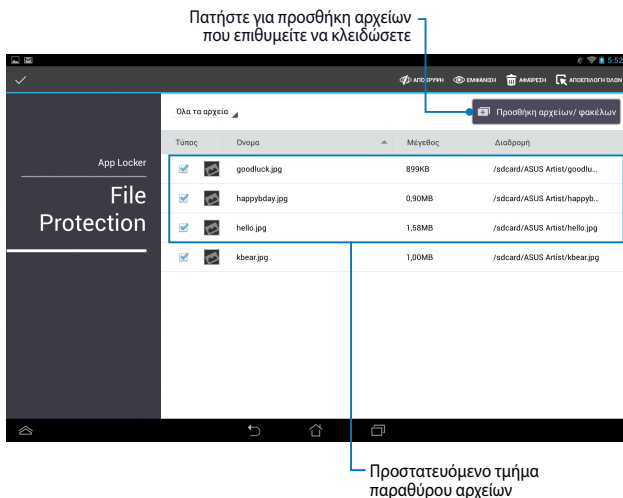 Πατήστε για προσθήκη αρχείων
που επιθυμείτε να κλειδώσετε
5:52
ΑΠΟΚΡΥΨΗ ΕΜΦΑΝΙΣΗ ΑΦΑΙΡΕΣΗ ΑΠΟΕΠΙΛΟΓΗ ΌΛΩΝ
Όλα τα αρχεία Προσθήκη αρχείων/ φακέλων
Τύπος Όνομα Μέγεθος Διαδρομή
App Locker
File
Protection
goodluck.jpg 899KB /sdcard/ASUS Artist/goodlu...
happybday.jpg 0,90MB /sdcard/ASUS Artist/happyb...
hello.jpg 1,58MB /sdcard/ASUS Artist/hello.jpg
kbear.jpg 1,00MB /sdcard/ASUS Artist/kbear.jpg
Προστατευόμενο τμήμα
παραθύρου αρχείων